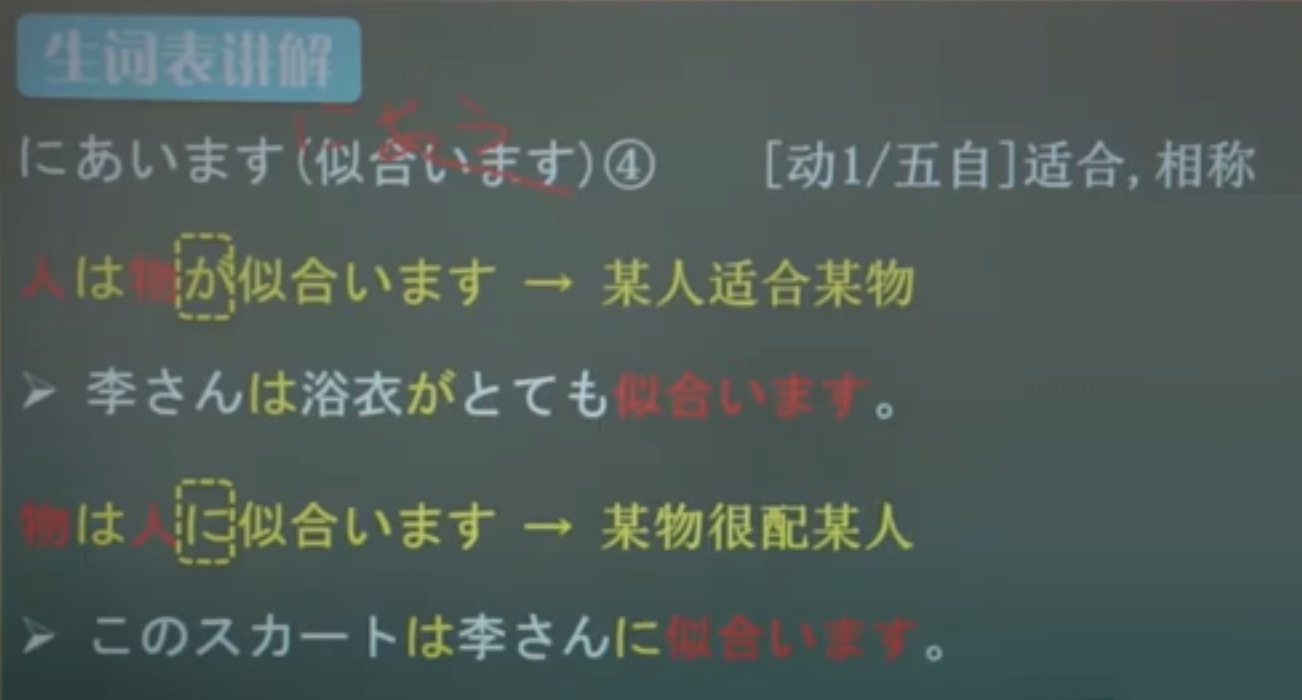 生词表讲解
にあう
にあいます(似合います)④ [动1/五自]适合,相称
人は物が似合います → 某人适合某物
➢ 李さんは浴衣がとても似合います。
物は人に似合います → 某物很配某人
➢ このスカートは李さんに似合います。